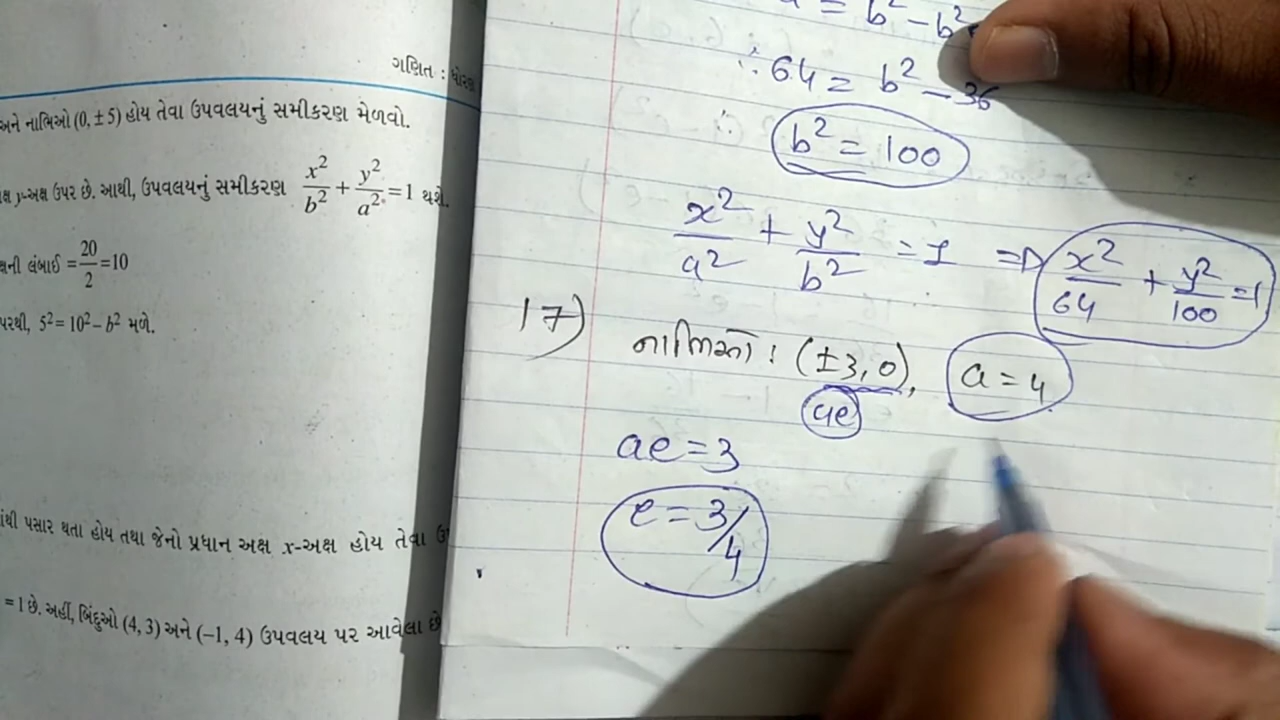 ગણિત :
અને નાભિઓ (0, ± 5) હોય તેવા ઉપવલયનું સમીકરણ મેળવો.
y-અક્ષ ઉપર છે. આથી, ઉપવલયનું સમીકરણ x²/b² + y²/a² = 1 થશે.
લંબાઈ = 20/2 = 10
પરથી, 5² = 10² − b² મળે.
પસાર થતા હોય તથા જેનો પ્રધાન અક્ષ x-અક્ષ હોય તેવા
= 1 છે. અહીં, બિંદુઓ (4, 3) અને (−1, 4) ઉપવલય પર આવેલા છે
= b² − b²
∴ 64 = b² − 36
∴ b² = 100
x²/a² + y²/b² = 1 ⇒ x²/64 + y²/100 = 1
17) નાભિઓ : (±3, 0), a = 4
ae
ae = 3
e = 3/4